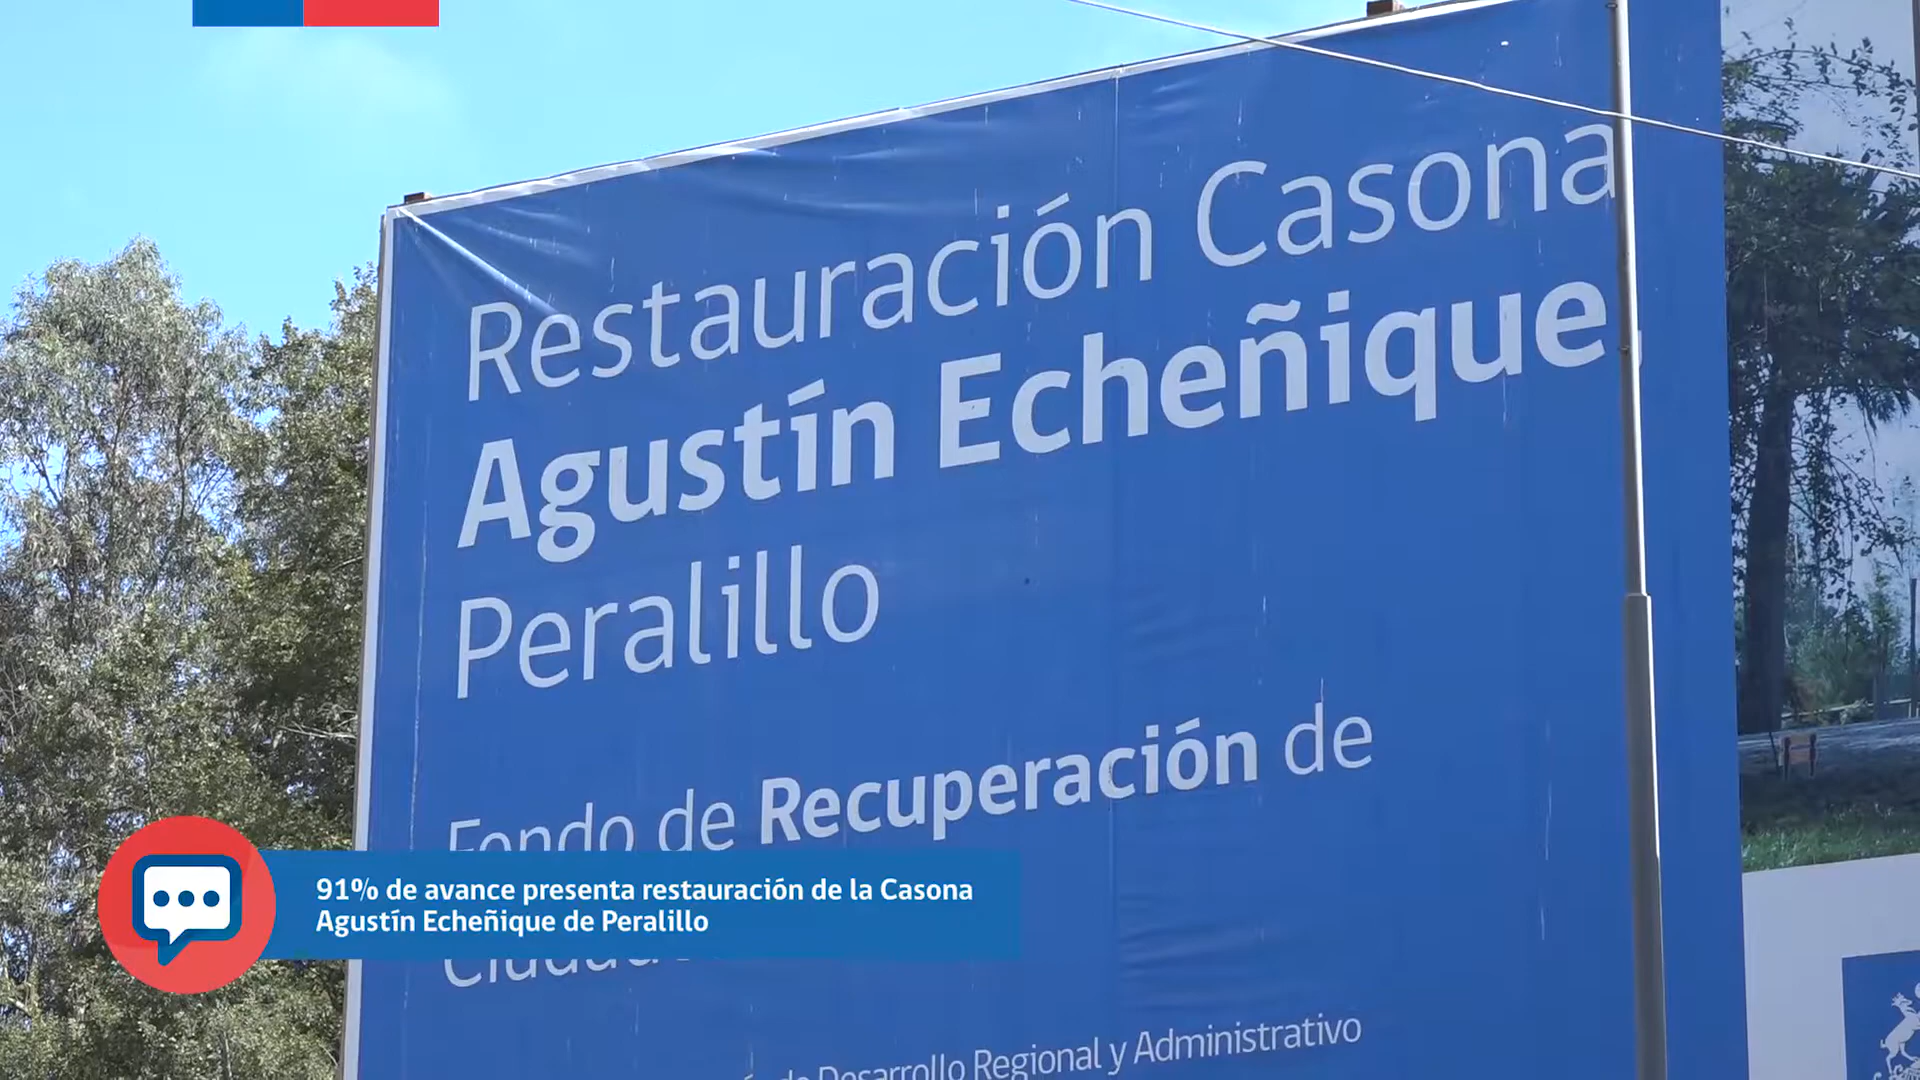 Restauración Casona
Agustín Echeñique,
Peralillo
Fondo de Recuperación de
de Desarrollo Regional y Administrativo
91% de avance presenta restauración de la Casona
Agustín Echeñique de Peralillo